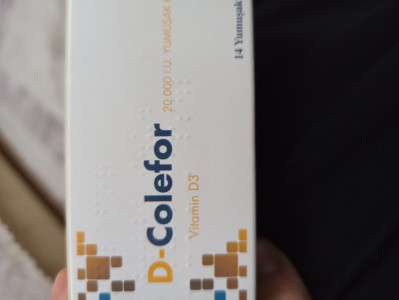 D-Colefor
20.000 I.U. YUMUŞAK
Vitamin D3
14 Yumuşak